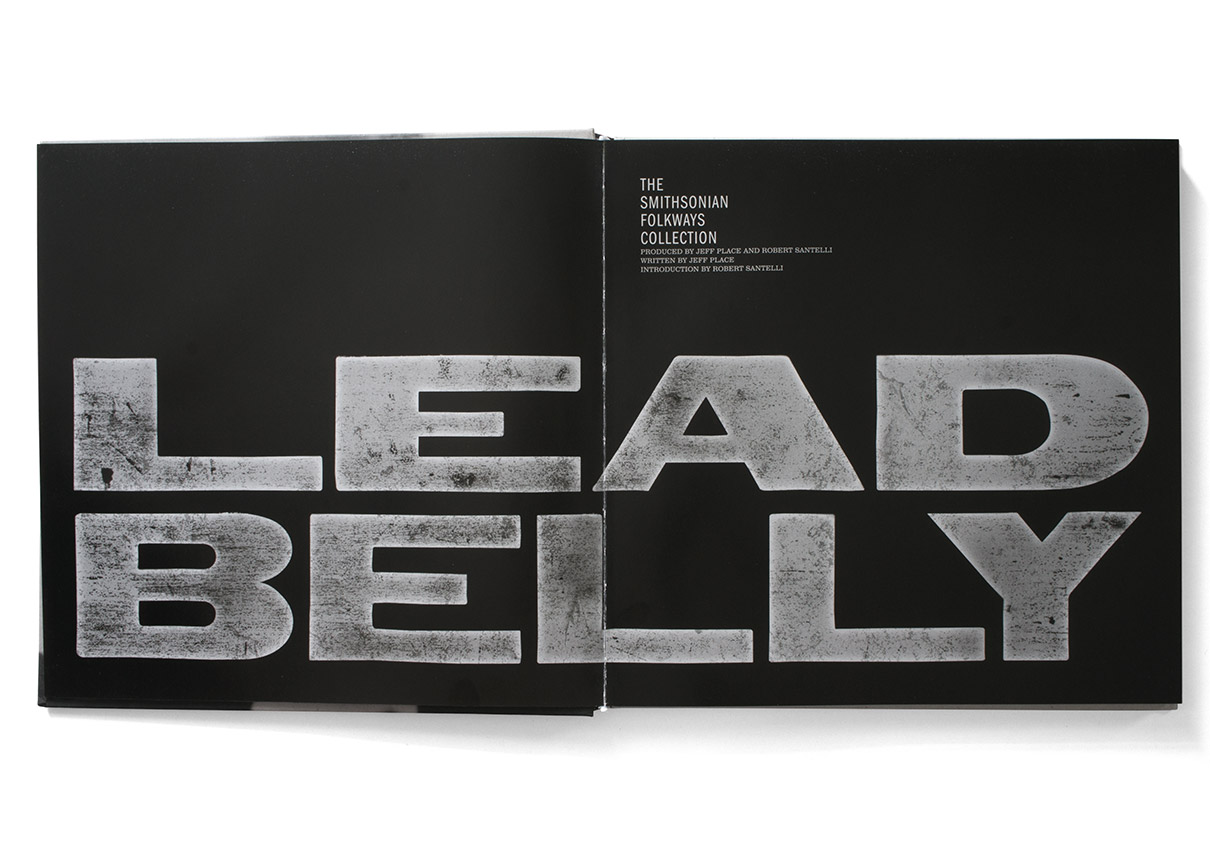 THE
SMITHSONIAN
FOLKWAYS
COLLECTION
PRODUCED BY JEFF PLACE AND ROBERT SANTELLI
WRITTEN BY JEFF PLACE
INTRODUCTION BY ROBERT SANTELLI
LEAD
BELLY